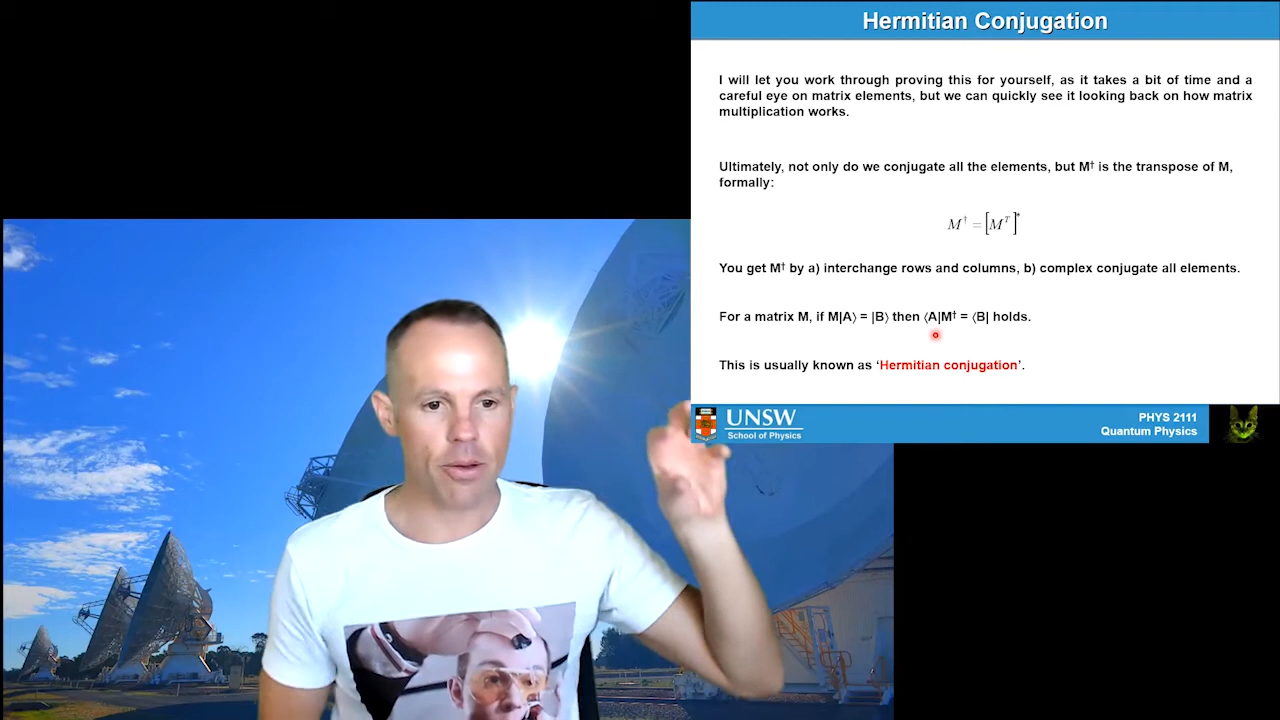 Hermitian Conjugation
I will let you work through proving this for yourself, as it takes a bit of time and a
careful eye on matrix elements, but we can quickly see it looking back on how matrix
multiplication works.
Ultimately, not only do we conjugate all the elements, but M† is the transpose of M,
formally:
M† = [Mᵀ]*
You get M† by a) interchange rows and columns, b) complex conjugate all elements.
For a matrix M, if M|A⟩ = |B⟩ then ⟨A|M† = ⟨B| holds.
This is usually known as ‘Hermitian conjugation’.
UNSW
School of Physics
PHYS 2111
Quantum Physics